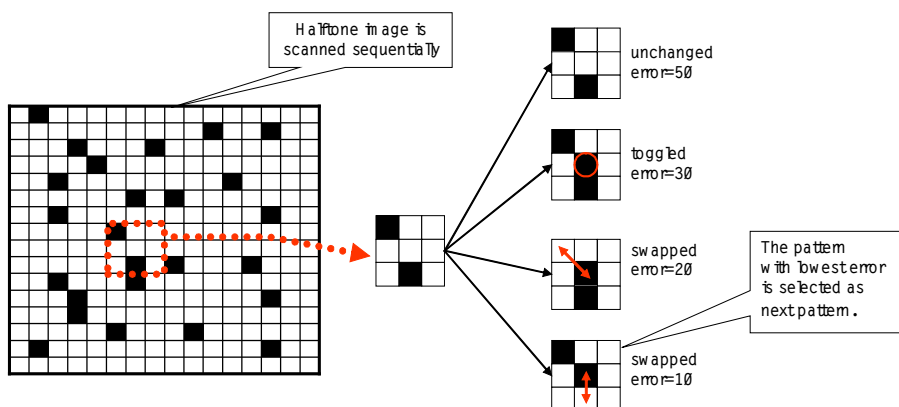 Halftone image is
scanned sequentially
unchanged
error=50
toggled
error=30
swapped
error=20
The pattern
with lowest error
is selected as
next pattern.
swapped
error=10